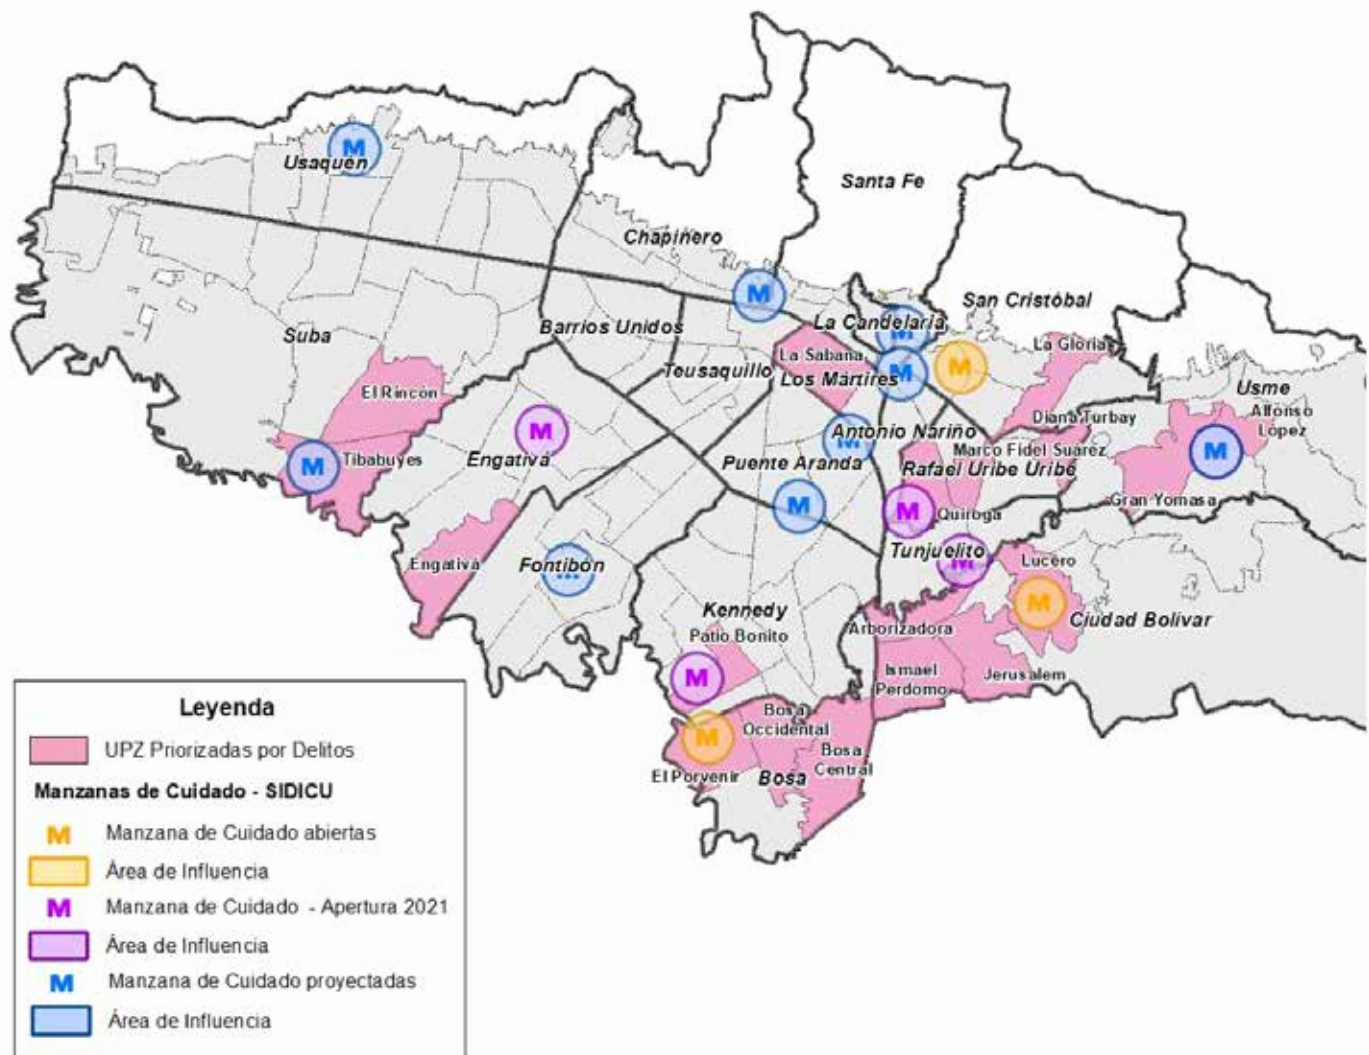 Santa Fe
M
Usaquén
Chapinero
M
San Cristóbal
La Candelaria
M
Suba
Barrios Unidos
La Gloria
La Sabana
Teusaquillo
Los Mártires
M
M
Usme
El Rincón
Alfonso
López
Diana Turbay
M
Antonio Nariño
M
Marco Fidel Suárez
M
Engativá
M
Tibabuyes
Puente Aranda
Rafael Uribe Uribe
Gran Yomasa
M
M
Quiroga
Tunjuelito
M
Engativá
Fontibón
...
Lucero
M
Ciudad Bolivar
Kennedy
Patio Bonito
Arborizadora
M
Ismael
Perdomo
Jerusalem
Bosa
Occidental
M
Bosa
Central
El Porvenir
Bosa
Leyenda
UPZ Priorizadas por Delitos
Manzanas de Cuidado - SIDICU
M Manzana de Cuidado abiertas
Área de Influencia
M Manzana de Cuidado - Apertura 2021
Área de Influencia
M Manzana de Cuidado proyectadas
Área de Influencia